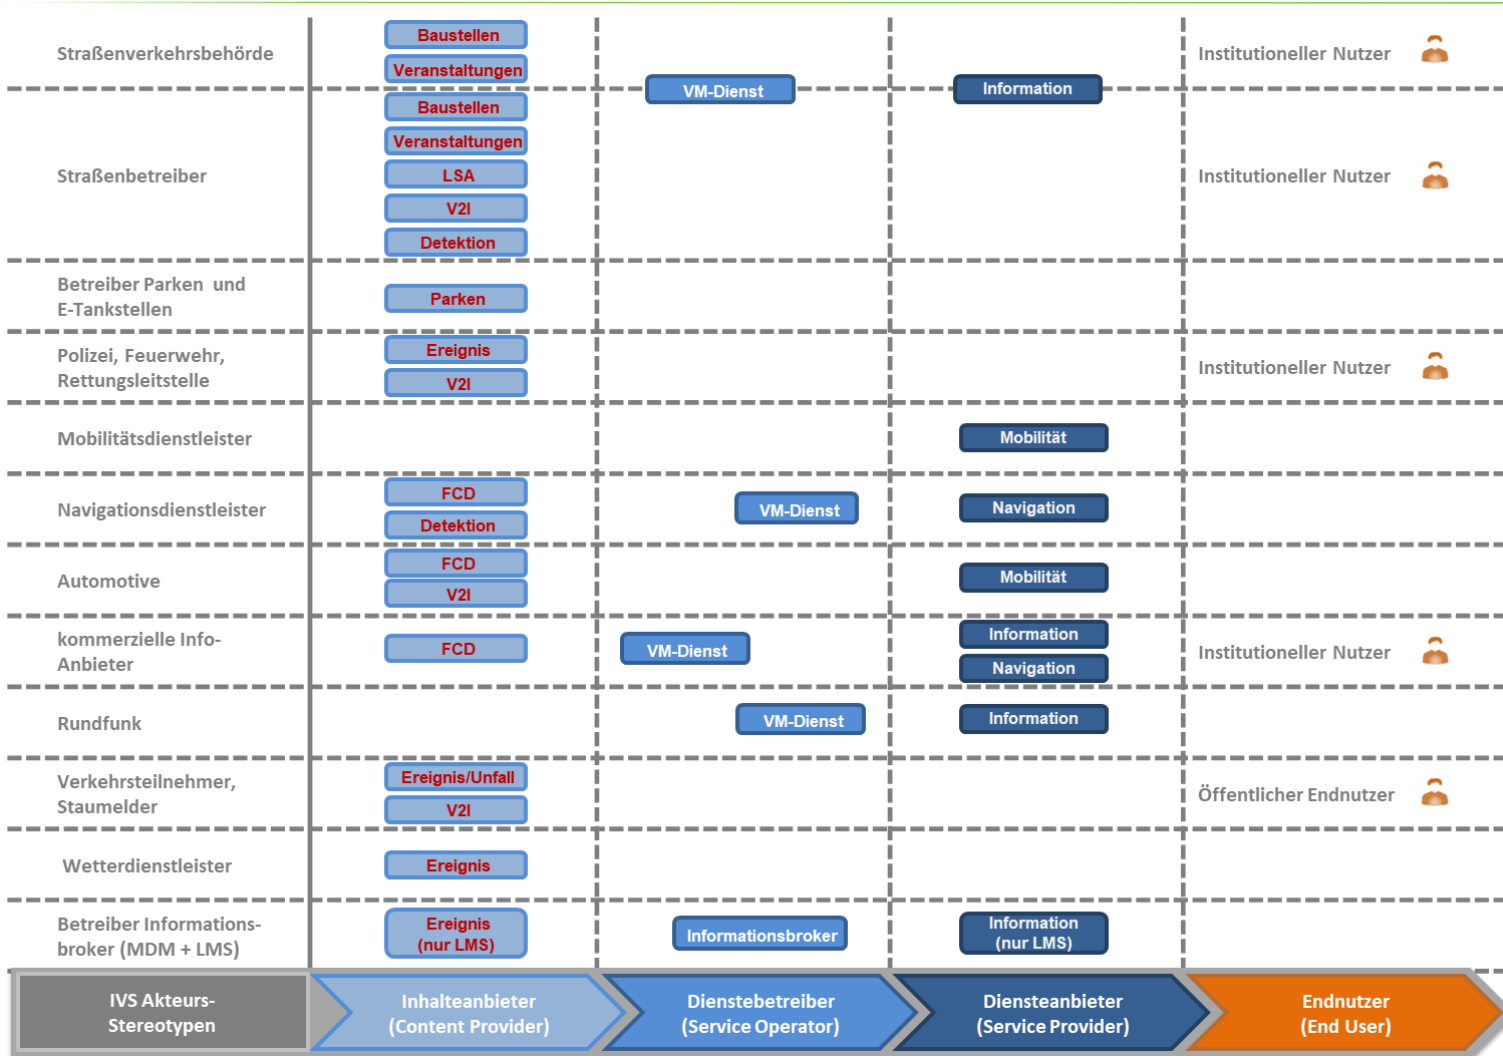 Straßenverkehrsbehörde
Baustellen
Veranstaltungen
VM-Dienst
Information
Institutioneller Nutzer
Straßenbetreiber
Baustellen
Veranstaltungen
LSA
V2I
Detektion
Institutioneller Nutzer
Betreiber Parken und
E-Tankstellen
Parken
Polizei, Feuerwehr,
Rettungsleitstelle
Ereignis
V2I
Institutioneller Nutzer
Mobilitätsdienstleister
Mobilität
Navigationsdienstleister
FCD
Detektion
VM-Dienst
Navigation
Automotive
FCD
V2I
Mobilität
kommerzielle Info-
Anbieter
FCD
VM-Dienst
Information
Navigation
Institutioneller Nutzer
Rundfunk
VM-Dienst
Information
Verkehrsteilnehmer,
Staumelder
Ereignis/Unfall
V2I
Öffentlicher Endnutzer
Wetterdienstleister
Ereignis
Betreiber Informations-
broker (MDM + LMS)
Ereignis
(nur LMS)
Informationsbroker
Information
(nur LMS)
IVS Akteurs-
Stereotypen
Inhalteanbieter
(Content Provider)
Dienstebetreiber
(Service Operator)
Diensteanbieter
(Service Provider)
Endnutzer
(End User)